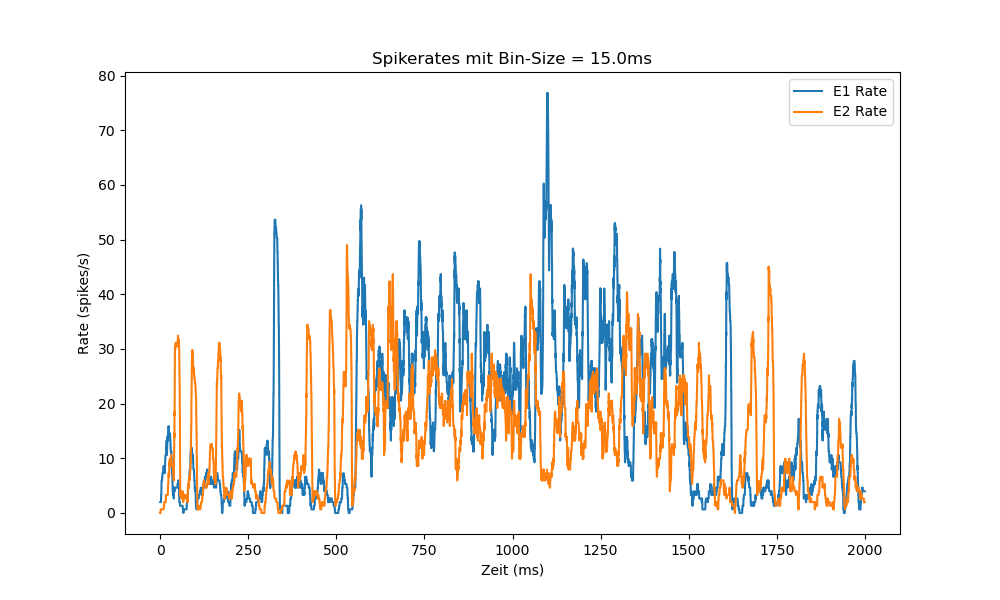 Spikerates mit Bin-Size = 15.0ms
E1 Rate
E2 Rate
80
70
60
50
40
30
20
10
0
Rate (spikes/s)
0 250 500 750 1000 1250 1500 1750 2000
Zeit (ms)